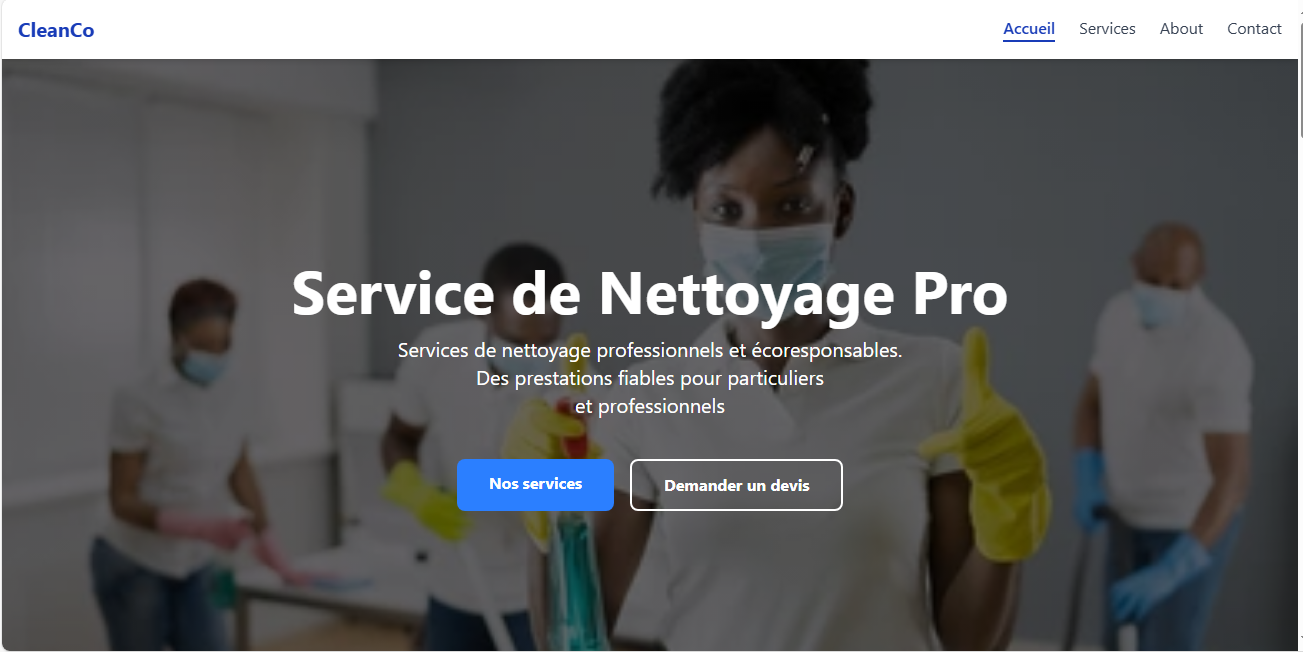 CleanCo
Accueil Services About Contact
Service de Nettoyage Pro
Services de nettoyage professionnels et écoresponsables.
Des prestations fiables pour particuliers
et professionnels
Nos services
Demander un devis